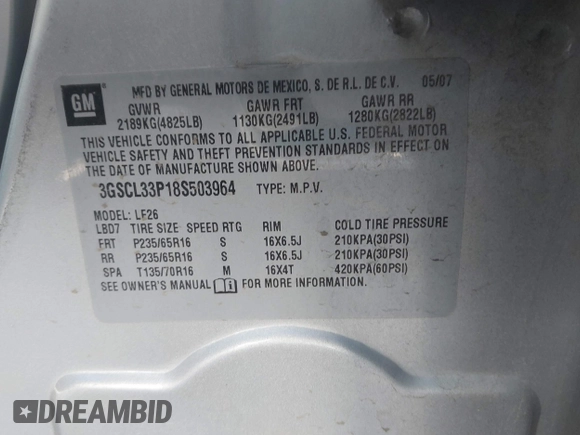 GM
MFD BY GENERAL MOTORS DE MEXICO, S. DE R.L. DE C.V. 05/07
GVWR GAWR FRT GAWR RR
2189KG(4825LB) 1130KG(2491LB) 1280KG(2822LB)
THIS VEHICLE CONFORMS TO ALL APPLICABLE U.S. FEDERAL MOTOR
VEHICLE SAFETY AND THEFT PREVENTION STANDARDS IN EFFECT ON
THE DATE OF MANUFACTURE SHOWN ABOVE.
3GSCL33P18S503964 TYPE: M.P.V.
MODEL: LF26
LBD7 TIRE SIZE SPEED RTG RIM COLD TIRE PRESSURE
FRT P235/65R16 S 16X6.5J 210KPA(30PSI)
RR P235/65R16 S 16X6.5J 210KPA(30PSI)
SPA T135/70R16 M 16X4T 420KPA(60PSI)
SEE OWNER'S MANUAL FOR MORE INFORMATION.
DREAMBID